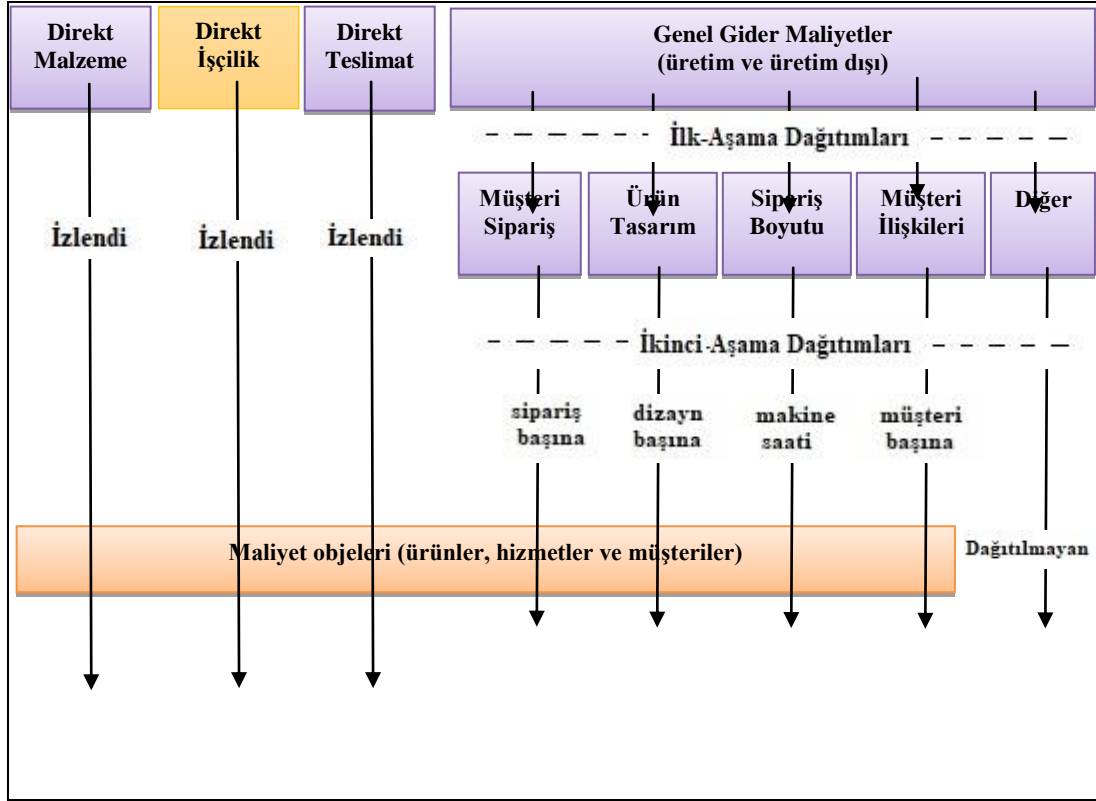 Direkt
Malzeme
Direkt
İşçilik
Direkt
Teslimat
Genel Gider Maliyetler
(üretim ve üretim dışı)
İlk-Aşama Dağıtımları
Müşteri
Sipariş
Ürün
Tasarım
Sipariş
Boyutu
Müşteri
İlişkileri
Diğer
İzlendi
İzlendi
İzlendi
İkinci-Aşama Dağıtımları
sipariş
başına
dizayn
başına
makine
saati
müşteri
başına
Maliyet objeleri (ürünler, hizmetler ve müşteriler)
Dağıtılmayan